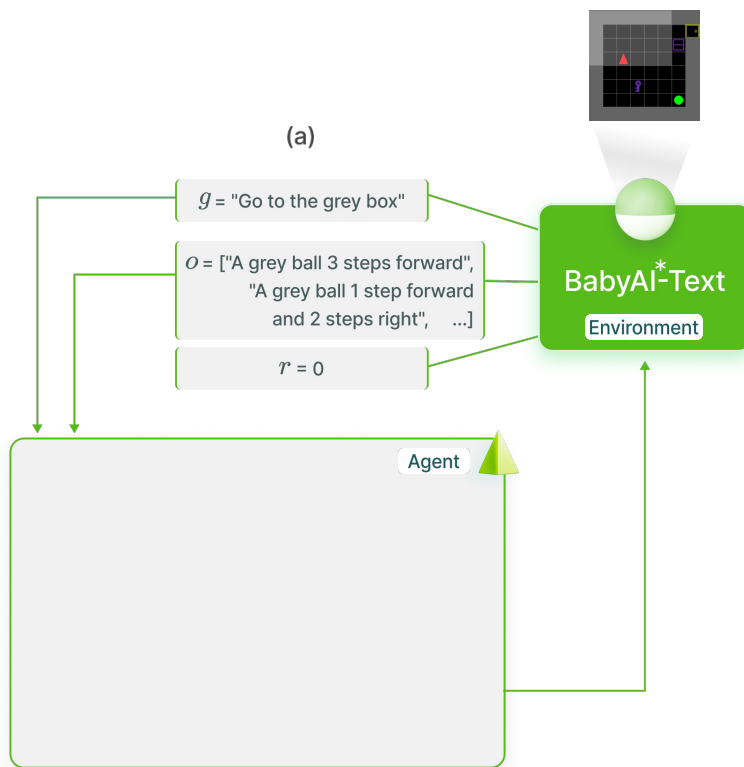 (a)
g = "Go to the grey box"
o = ["A grey ball 3 steps forward",
"A grey ball 1 step forward
and 2 steps right", ...]
r = 0
BabyAI*-Text
Environment
Agent